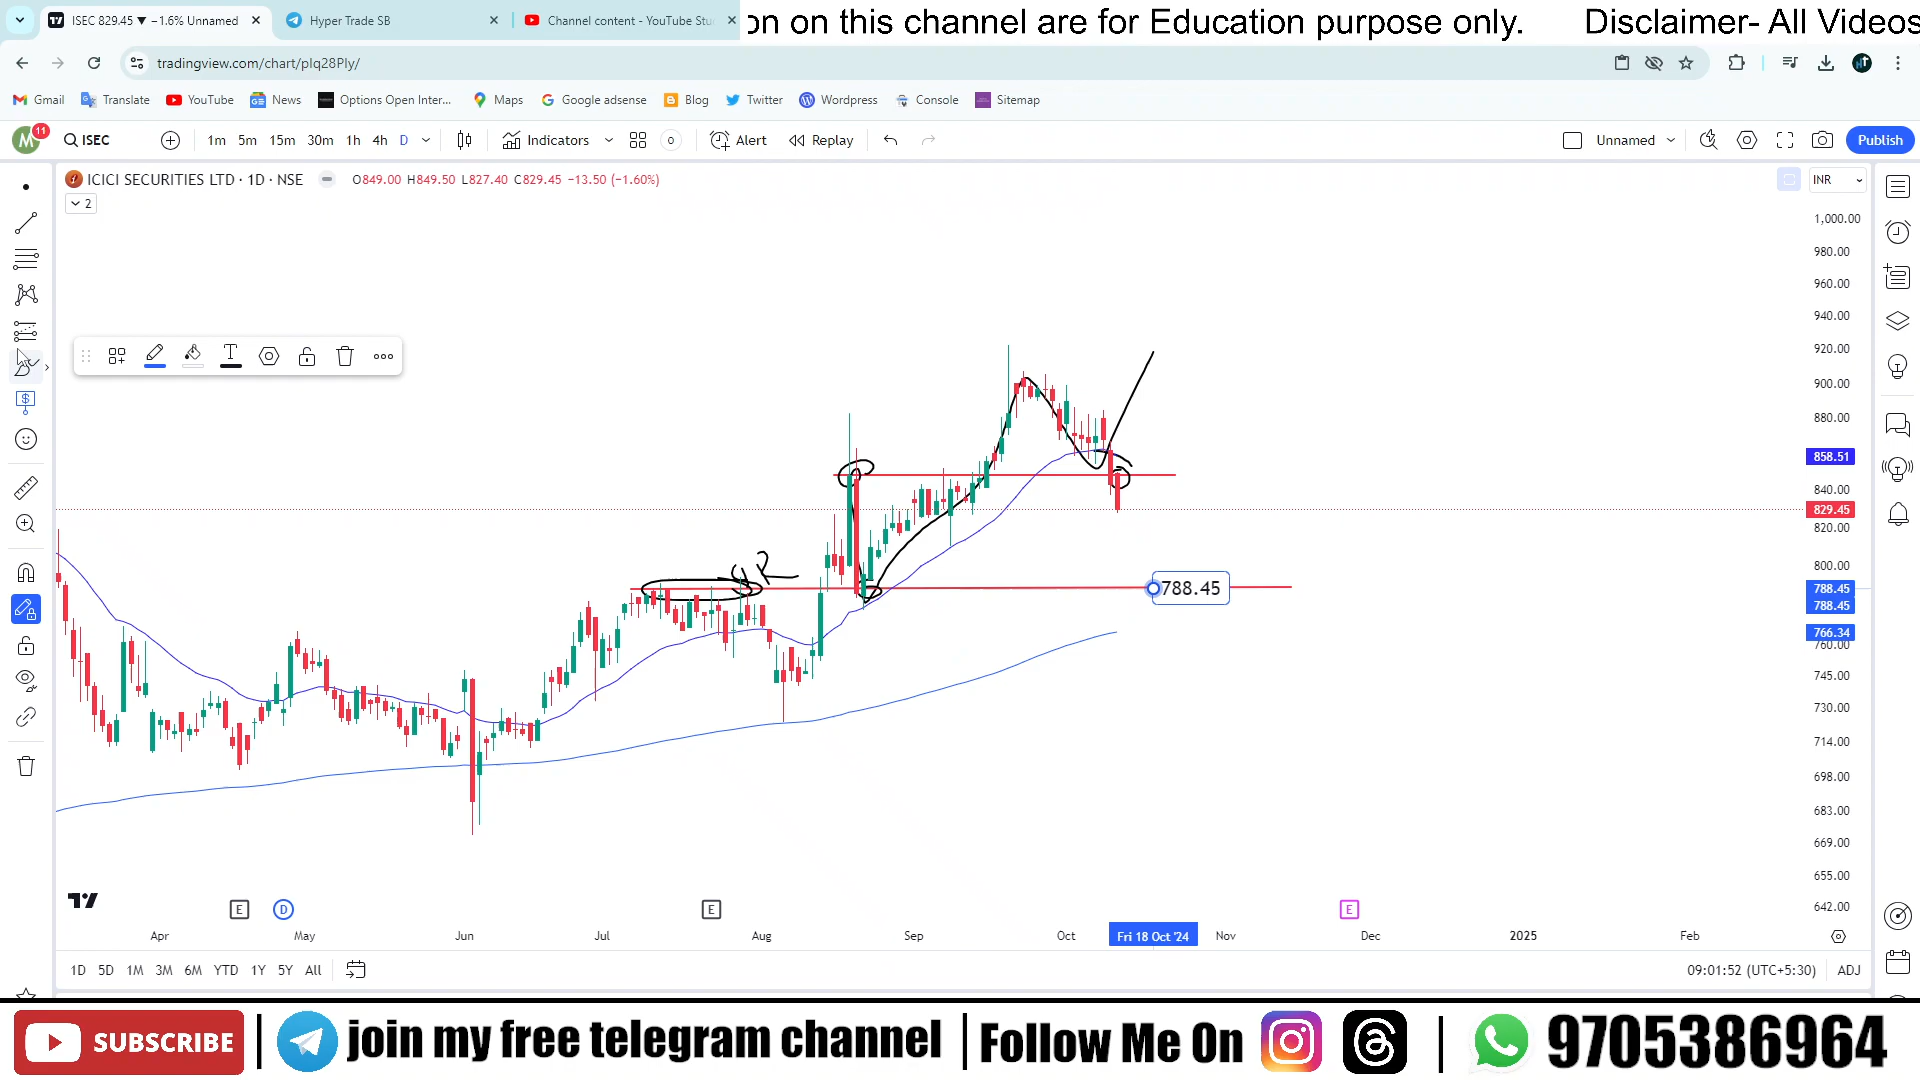 ISEC 829.45 ▼ −1.6% Unnamed
Hyper Trade SB
Channel content - YouTube Stu
on on this channel are for Education purpose only. Disclaimer- All Videos
tradingview.com/chart/pIq28Ply/
Gmail Translate YouTube News Options Open Inter... Maps Google adsense Blog Twitter Wordpress Console Sitemap
M 11 ISEC 1m 5m 15m 30m 1h 4h D Indicators Alert Replay Unnamed Publish
ICICI SECURITIES LTD · 1D · NSE O849.00 H849.50 L827.40 C829.45 −13.50 (−1.60%) INR
2
1,000.00
980.00
960.00
940.00
920.00
900.00
880.00
858.51
840.00
829.45
820.00
800.00
788.45
788.45
788.45
766.34
760.00
745.00
730.00
714.00
698.00
683.00
669.00
655.00
642.00
E D E E
Apr May Jun Jul Aug Sep Oct Fri 18 Oct '24 Nov Dec 2025 Feb
1D 5D 1M 3M 6M YTD 1Y 5Y All 09:01:52 (UTC+5:30) ADJ
SUBSCRIBE join my free telegram channel Follow Me On 9705386964